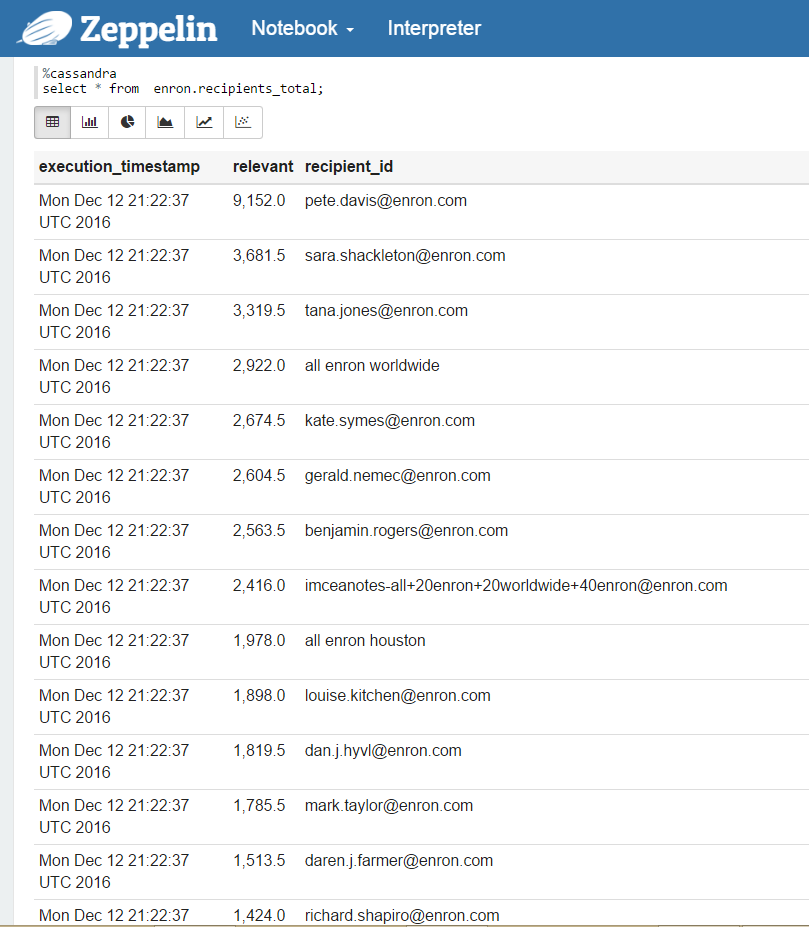 Zeppelin Notebook Interpreter
%cassandra
select * from  enron.recipients_total;
execution_timestamp relevant recipient_id
Mon Dec 12 21:22:37 9,152.0 pete.davis@enron.com
UTC 2016
Mon Dec 12 21:22:37 3,681.5 sara.shackleton@enron.com
UTC 2016
Mon Dec 12 21:22:37 3,319.5 tana.jones@enron.com
UTC 2016
Mon Dec 12 21:22:37 2,922.0 all enron worldwide
UTC 2016
Mon Dec 12 21:22:37 2,674.5 kate.symes@enron.com
UTC 2016
Mon Dec 12 21:22:37 2,604.5 gerald.nemec@enron.com
UTC 2016
Mon Dec 12 21:22:37 2,563.5 benjamin.rogers@enron.com
UTC 2016
Mon Dec 12 21:22:37 2,416.0 imceanotes-all+20enron+20worldwide+40enron@enron.com
UTC 2016
Mon Dec 12 21:22:37 1,978.0 all enron houston
UTC 2016
Mon Dec 12 21:22:37 1,898.0 louise.kitchen@enron.com
UTC 2016
Mon Dec 12 21:22:37 1,819.5 dan.j.hyvl@enron.com
UTC 2016
Mon Dec 12 21:22:37 1,785.5 mark.taylor@enron.com
UTC 2016
Mon Dec 12 21:22:37 1,513.5 daren.j.farmer@enron.com
UTC 2016
Mon Dec 12 21:22:37 1,424.0 richard.shapiro@enron.com